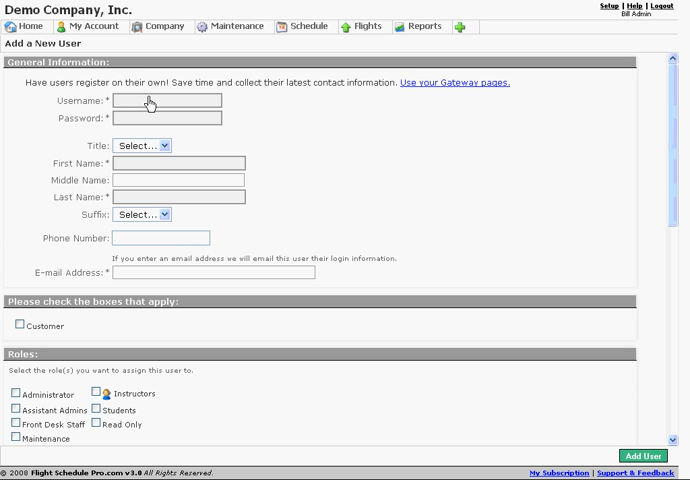 Demo Company, Inc.
Setup | Help | Logout
Bill Admin
Home My Account Company Maintenance Schedule Flights Reports
Add a New User
General Information:
Have users register on their own! Save time and collect their latest contact information. Use your Gateway pages.
Username: *
Password: *
Title: Select...
First Name: *
Middle Name:
Last Name: *
Suffix: Select...
Phone Number:
If you enter an email address we will email this user their login information.
E-mail Address: *
Please check the boxes that apply:
Customer
Roles:
Select the role(s) you want to assign this user to.
Administrator Instructors
Assistant Admins Students
Front Desk Staff Read Only
Maintenance
Add User
© 2008 Flight Schedule Pro.com v3.0 All Rights Reserved.
My Subscription | Support & Feedback